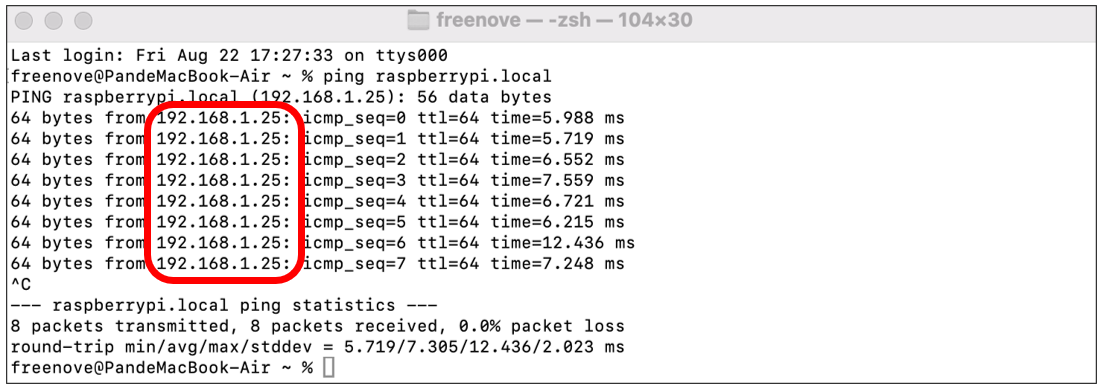 freenove — -zsh — 104×30
Last login: Fri Aug 22 17:27:33 on ttys000
freenove@PandeMacBook-Air ~ % ping raspberrypi.local
PING raspberrypi.local (192.168.1.25): 56 data bytes
64 bytes from 192.168.1.25: icmp_seq=0 ttl=64 time=5.988 ms
64 bytes from 192.168.1.25: icmp_seq=1 ttl=64 time=5.719 ms
64 bytes from 192.168.1.25: icmp_seq=2 ttl=64 time=6.552 ms
64 bytes from 192.168.1.25: icmp_seq=3 ttl=64 time=7.559 ms
64 bytes from 192.168.1.25: icmp_seq=4 ttl=64 time=6.721 ms
64 bytes from 192.168.1.25: icmp_seq=5 ttl=64 time=6.215 ms
64 bytes from 192.168.1.25: icmp_seq=6 ttl=64 time=12.436 ms
64 bytes from 192.168.1.25: icmp_seq=7 ttl=64 time=7.248 ms
^C
--- raspberrypi.local ping statistics ---
8 packets transmitted, 8 packets received, 0.0% packet loss
round-trip min/avg/max/stddev = 5.719/7.305/12.436/2.023 ms
freenove@PandeMacBook-Air ~ %